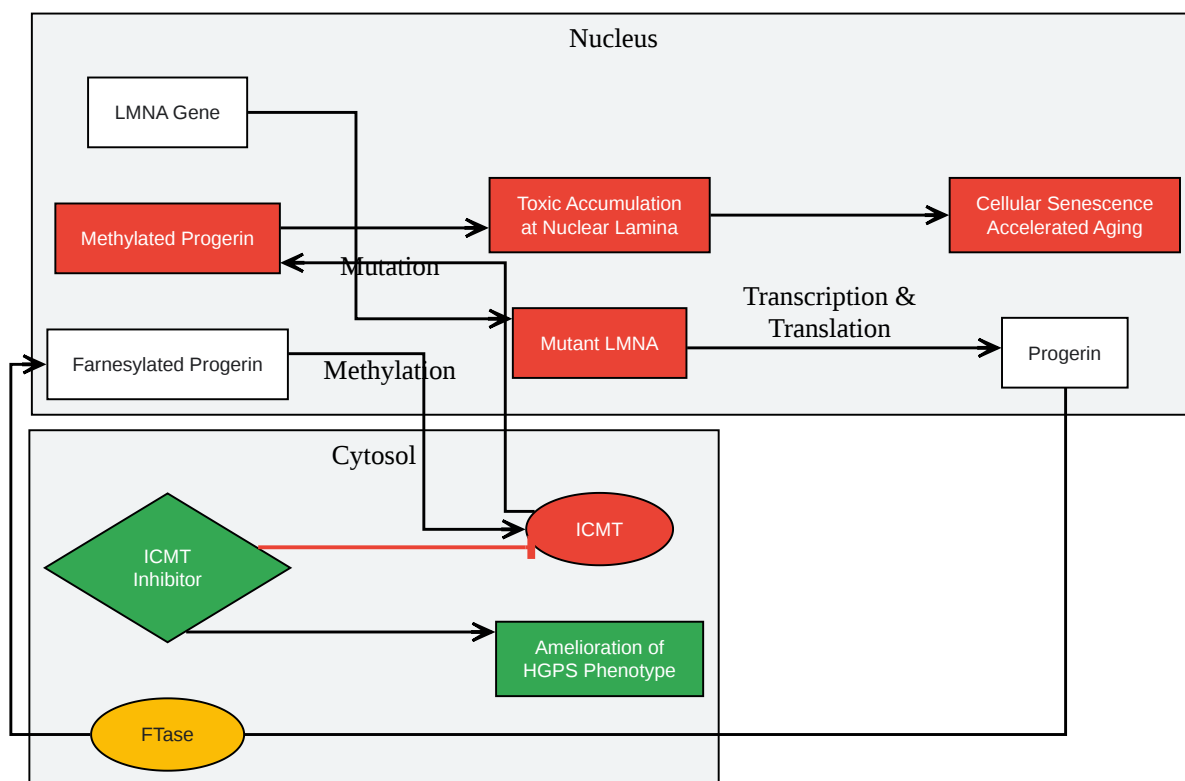 Nucleus
LMNA Gene
Toxic Accumulation
at Nuclear Lamina
Cellular Senescence
Accelerated Aging
Methylated Progerin
Mutation
Transcription &
Translation
Mutant LMNA
Progerin
Farnesylated Progerin
Methylation
Cytosol
ICMT
ICMT
Inhibitor
Amelioration of
HGPS Phenotype
FTase